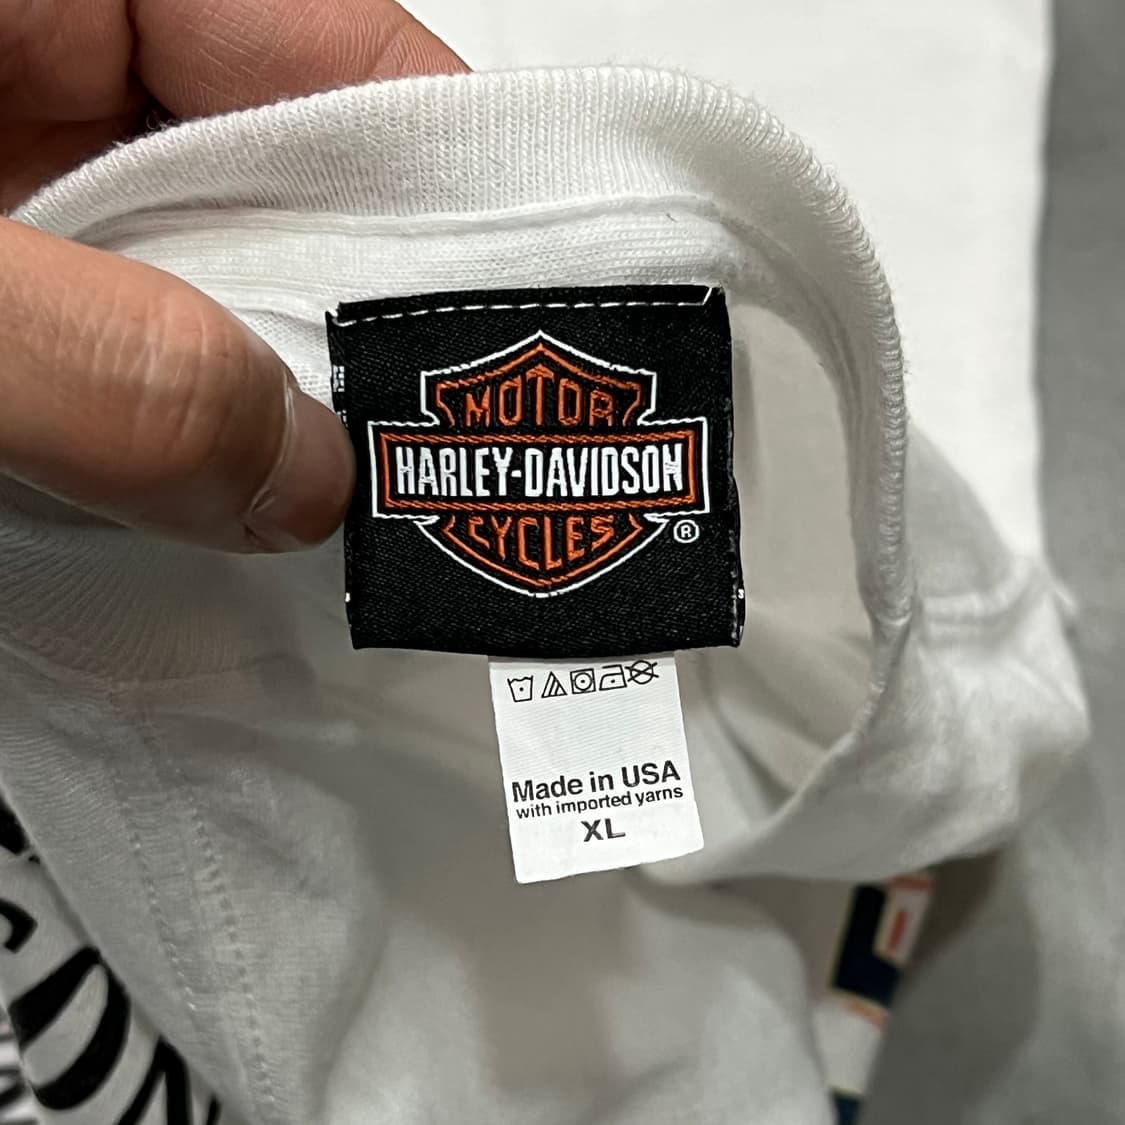 MOTOR
HARLEY-DAVIDSON
CYCLES
®
Made in USA
with imported yarns
XL